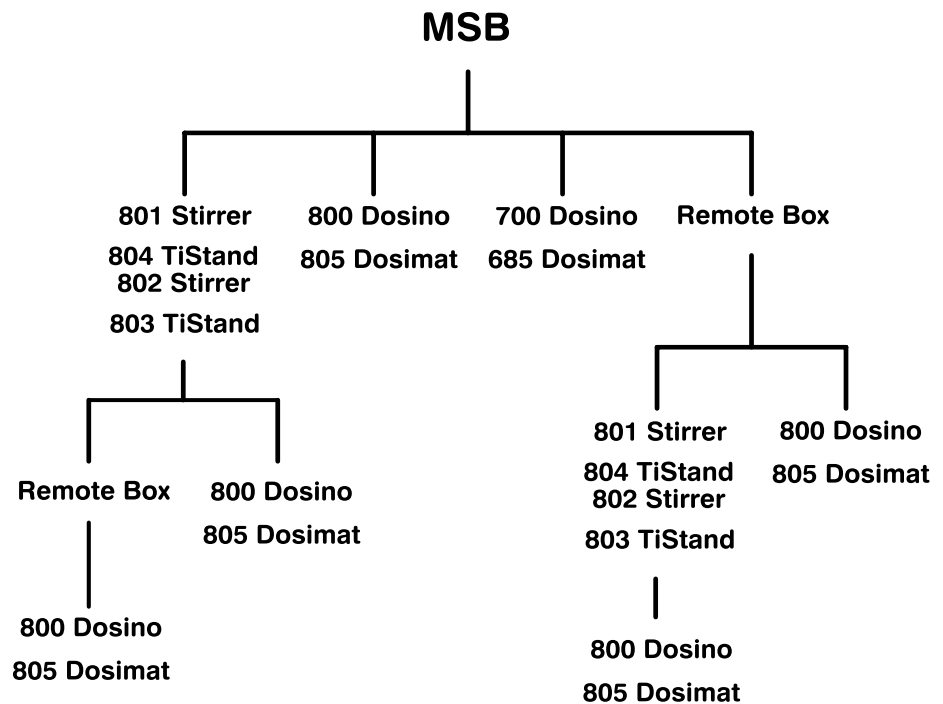 MSB
801 Stirrer
804 TiStand
802 Stirrer
803 TiStand
800 Dosino
805 Dosimat
700 Dosino
685 Dosimat
Remote Box
Remote Box
800 Dosino
805 Dosimat
800 Dosino
805 Dosimat
801 Stirrer
804 TiStand
802 Stirrer
803 TiStand
800 Dosino
805 Dosimat
800 Dosino
805 Dosimat